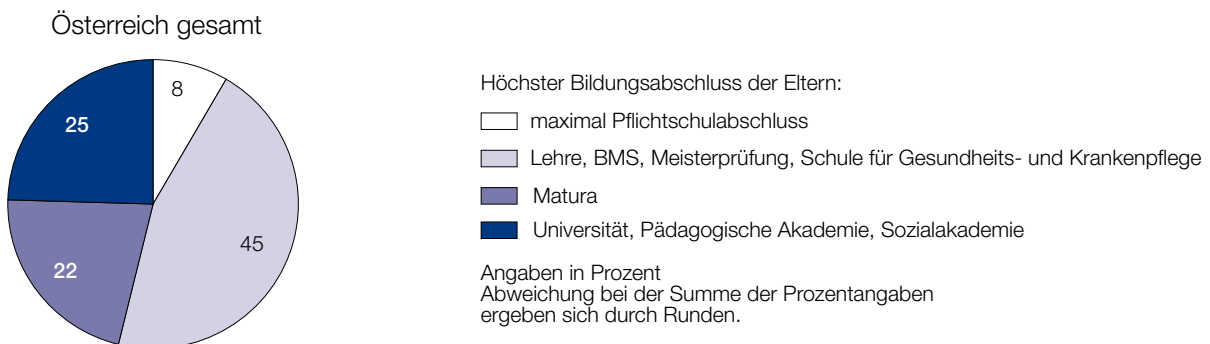 Österreich gesamt
8
25
45
22
Höchster Bildungsabschluss der Eltern:
maximal Pflichtschulabschluss
Lehre, BMS, Meisterprüfung, Schule für Gesundheits- und Krankenpflege
Matura
Universität, Pädagogische Akademie, Sozialakademie
Angaben in Prozent
Abweichung bei der Summe der Prozentangaben
ergeben sich durch Runden.